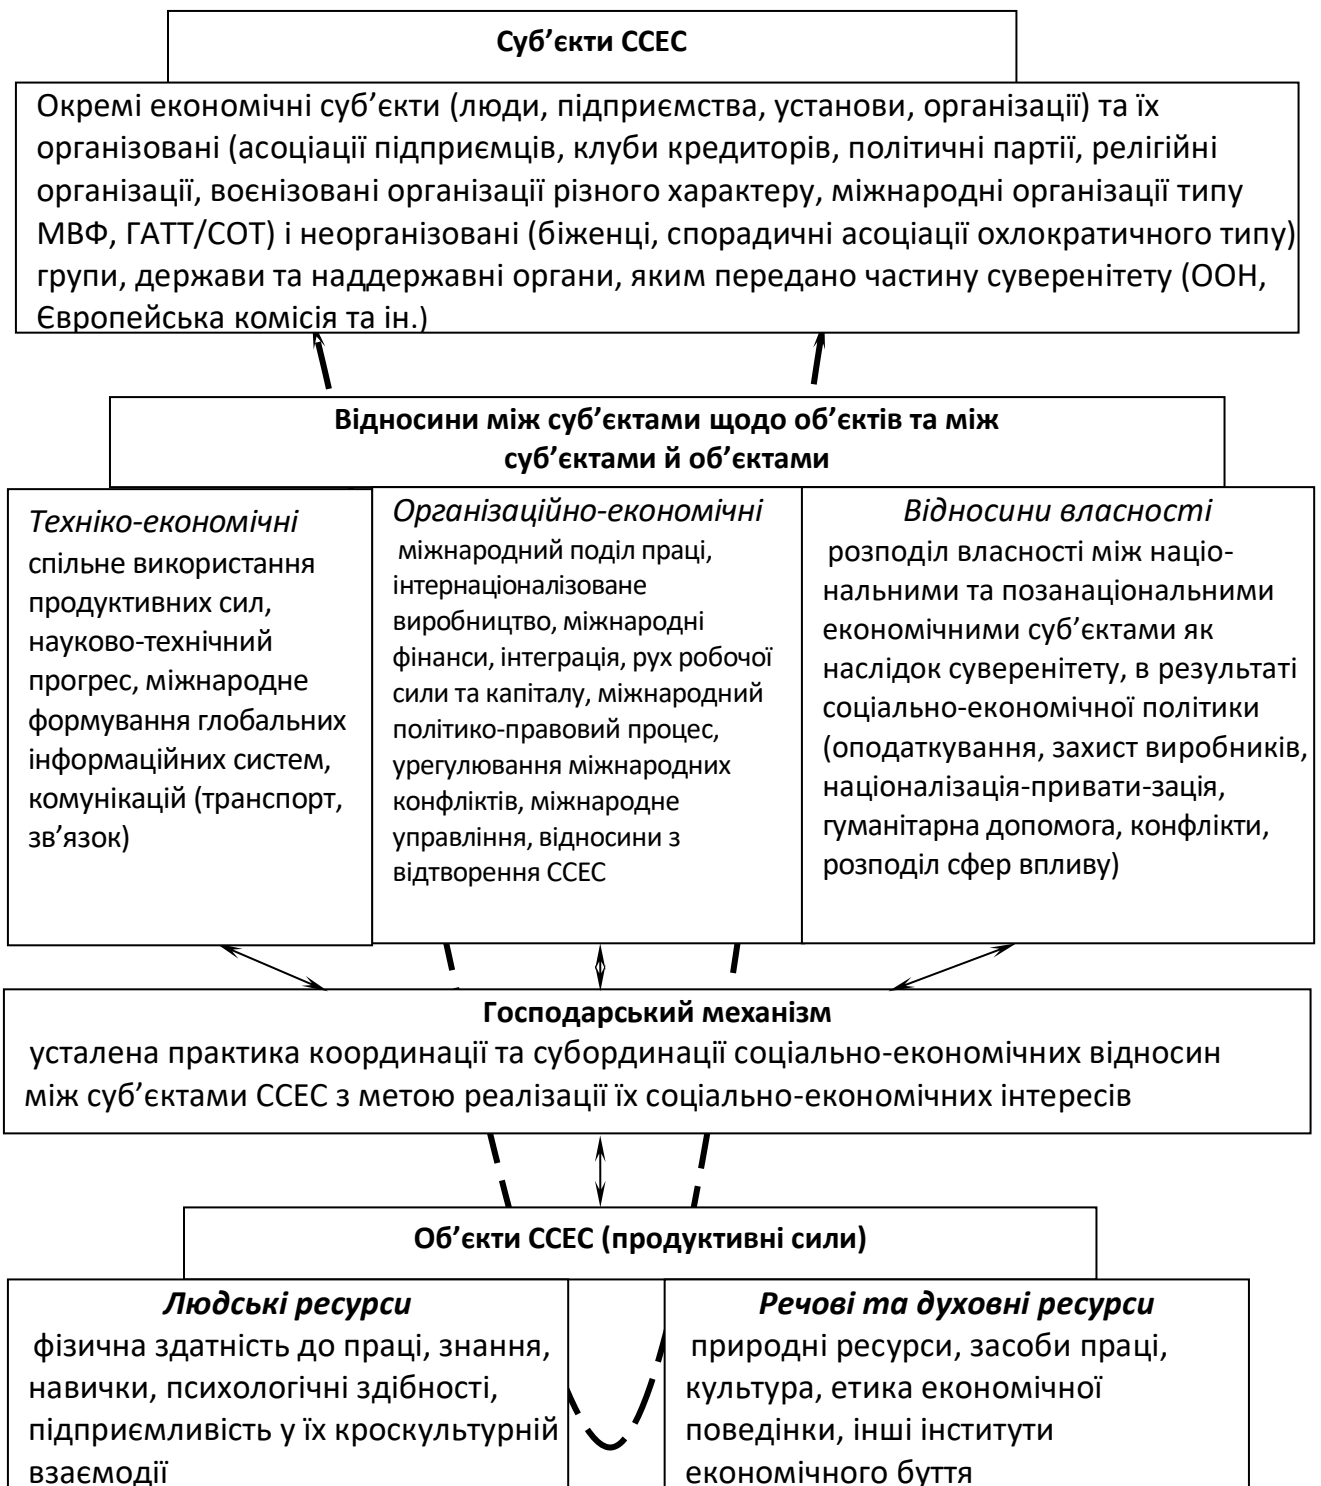 Суб’єкти ССЕС
Окремі економічні суб’єкти (люди, підприємства, установи, організації) та їх
організовані (асоціації підприємців, клуби кредиторів, політичні партії, релігійні
організації, воєнізовані організації різного характеру, міжнародні організації типу
МВФ, ГАТТ/СОТ) і неорганізовані (біженці, спорадичні асоціації охлократичного типу)
групи, держави та наддержавні органи, яким передано частину суверенітету (ООН,
Європейська комісія та ін.)
Відносини між суб’єктами щодо об’єктів та між
суб’єктами й об’єктами
Техніко-економічні
спільне використання
продуктивних сил,
науково-технічний
прогрес, міжнародне
формування глобальних
інформаційних систем,
комунікацій (транспорт,
зв’язок)
Організаційно-економічні
міжнародний поділ праці,
інтернаціоналізоване
виробництво, міжнародні
фінанси, інтеграція, рух робочої
сили та капіталу, міжнародний
політико-правовий процес,
урегулювання міжнародних
конфліктів, міжнародне
управління, відносини з
відтворення ССЕС
Відносини власності
розподіл власності між націо-
нальними та позанаціональними
економічними суб’єктами як
наслідок суверенітету, в результаті
соціально-економічної політики
(оподаткування, захист виробників,
націоналізація-привати-зація,
гуманітарна допомога, конфлікти,
розподіл сфер впливу)
Господарський механізм
усталена практика координації та субординації соціально-економічних відносин
між суб’єктами ССЕС з метою реалізації їх соціально-економічних інтересів
Об’єкти ССЕС (продуктивні сили)
Людські ресурси
фізична здатність до праці, знання,
навички, психологічні здібності,
підприємливість у їх кроскультурній
взаємодії
Речові та духовні ресурси
природні ресурси, засоби праці,
культура, етика економічної
поведінки, інші інститути
економічного буття